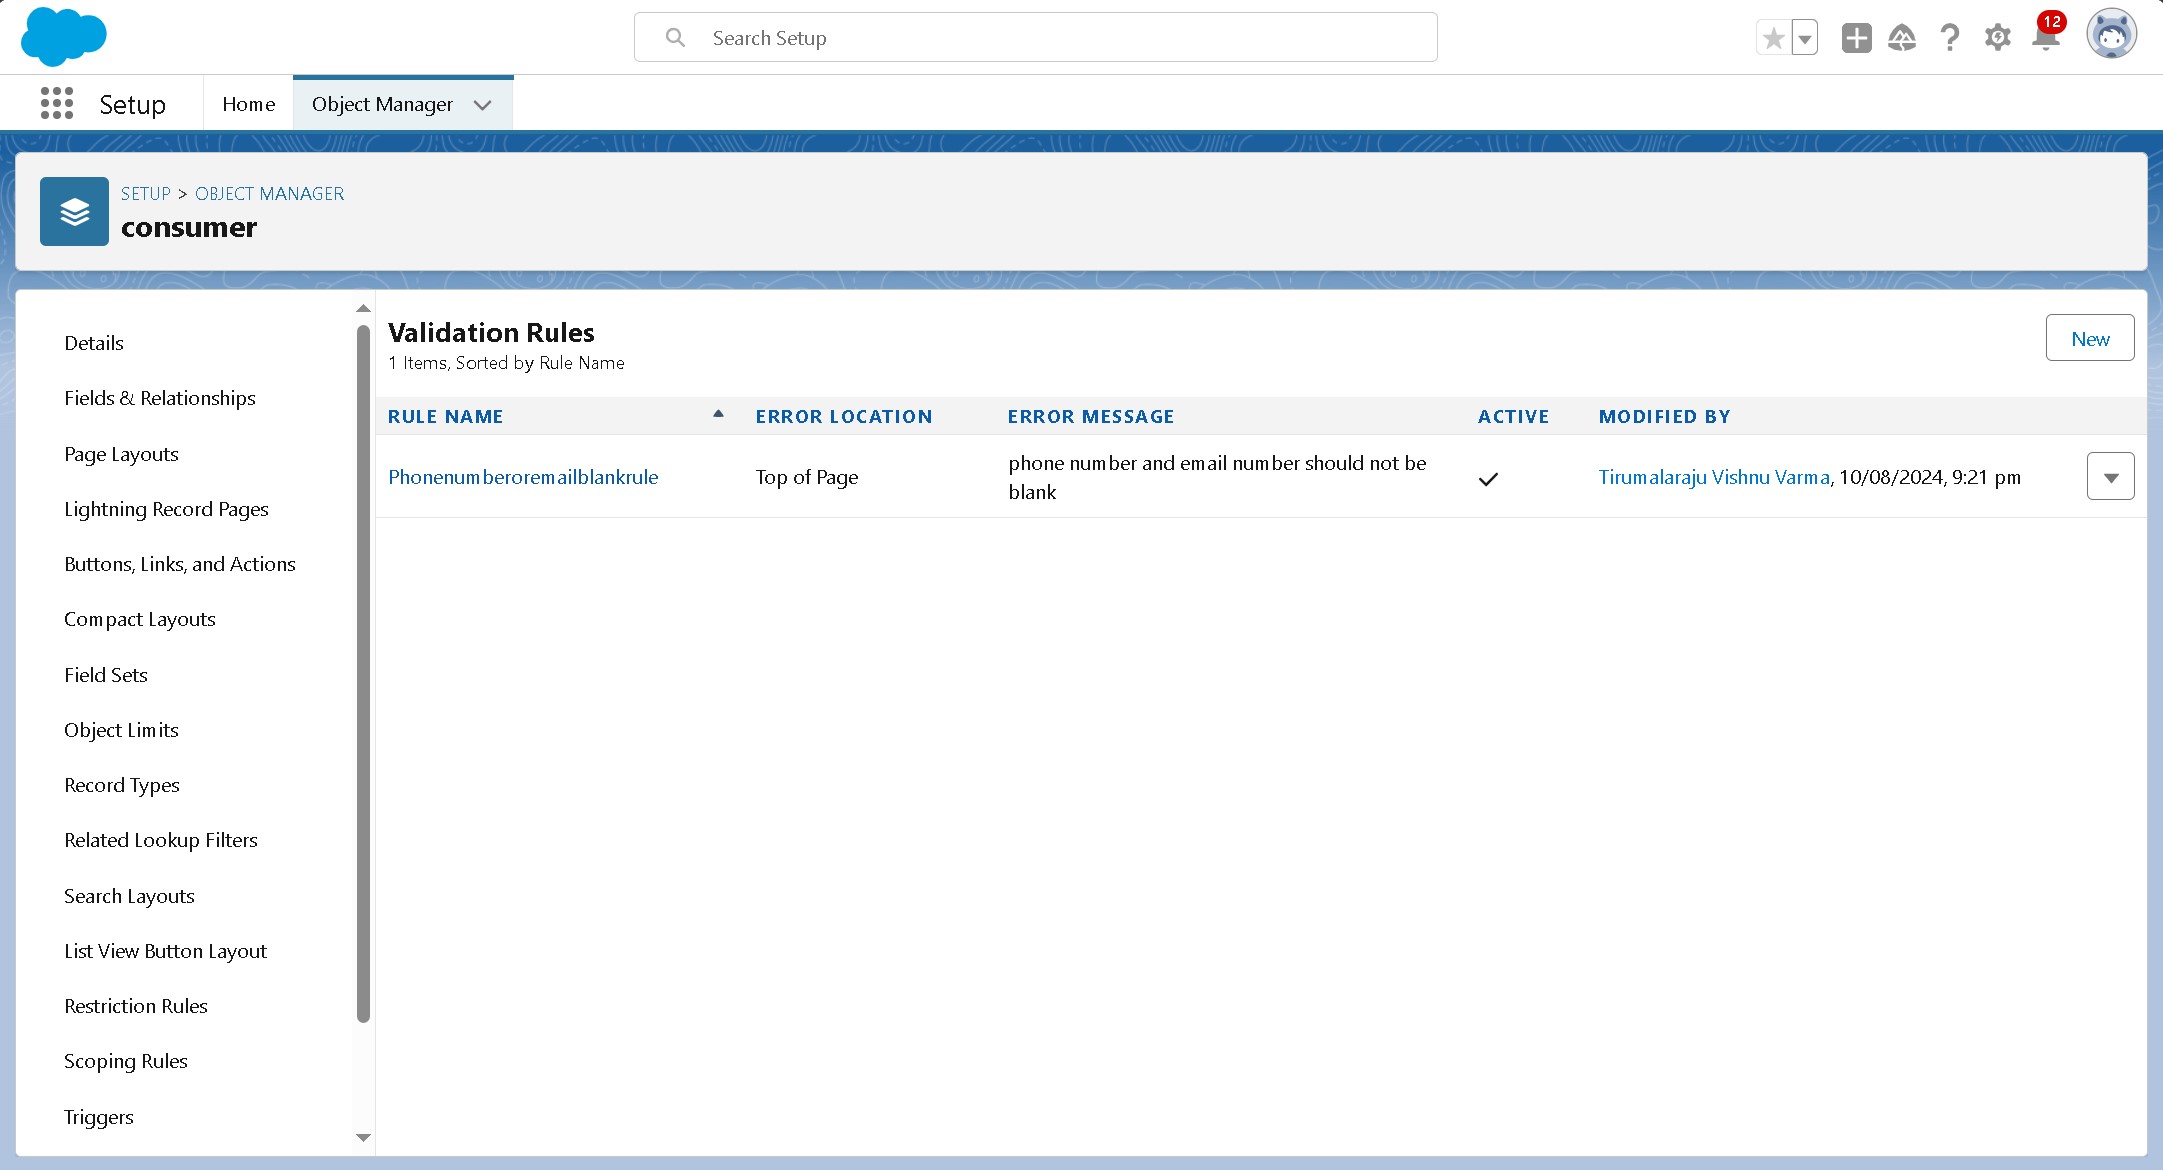 Search Setup
12
Setup
Home
Object Manager
SETUP > OBJECT MANAGER
consumer
Details
Fields & Relationships
Page Layouts
Lightning Record Pages
Buttons, Links, and Actions
Compact Layouts
Field Sets
Object Limits
Record Types
Related Lookup Filters
Search Layouts
List View Button Layout
Restriction Rules
Scoping Rules
Triggers
Validation Rules
1 Items, Sorted by Rule Name
New
RULE NAME ERROR LOCATION ERROR MESSAGE ACTIVE MODIFIED BY
Phonenumberoremailblankrule
Top of Page
phone number and email number should not be
blank
Tirumalaraju Vishnu Varma, 10/08/2024, 9:21 pm